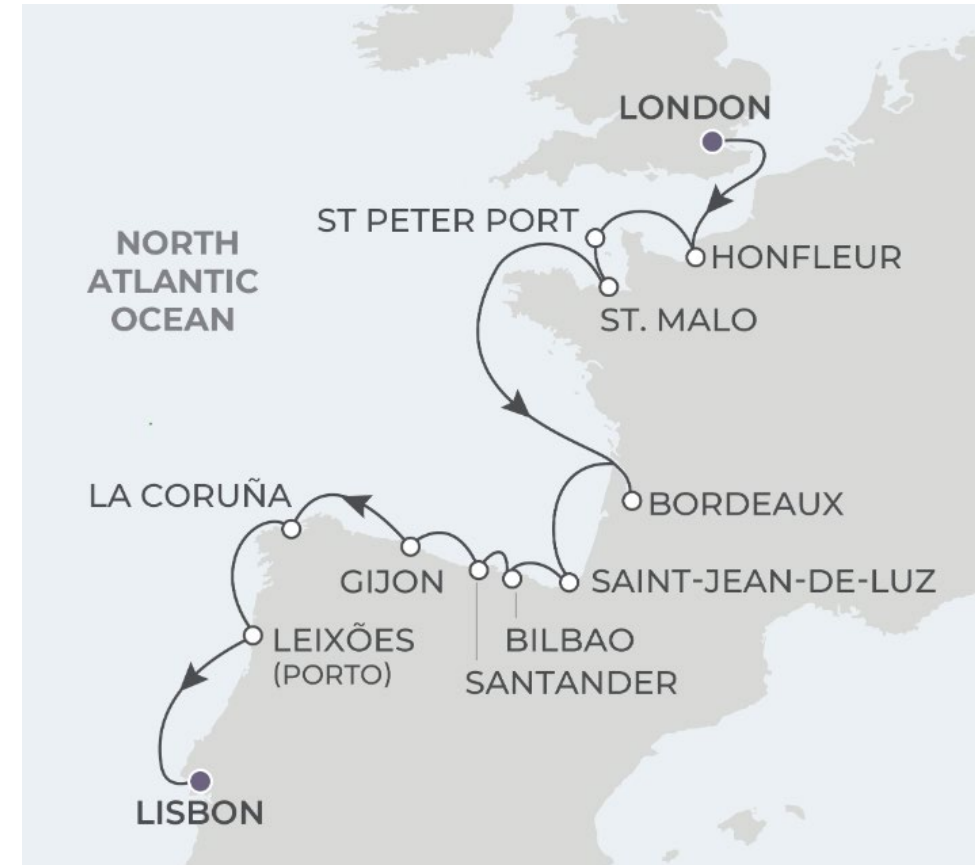 LONDON
ST PETER PORT
HONFLEUR
NORTH
ATLANTIC
OCEAN
ST. MALO
LA CORUÑA
BORDEAUX
GIJON
SAINT-JEAN-DE-LUZ
LEIXÕES
(PORTO)
BILBAO
SANTANDER
LISBON